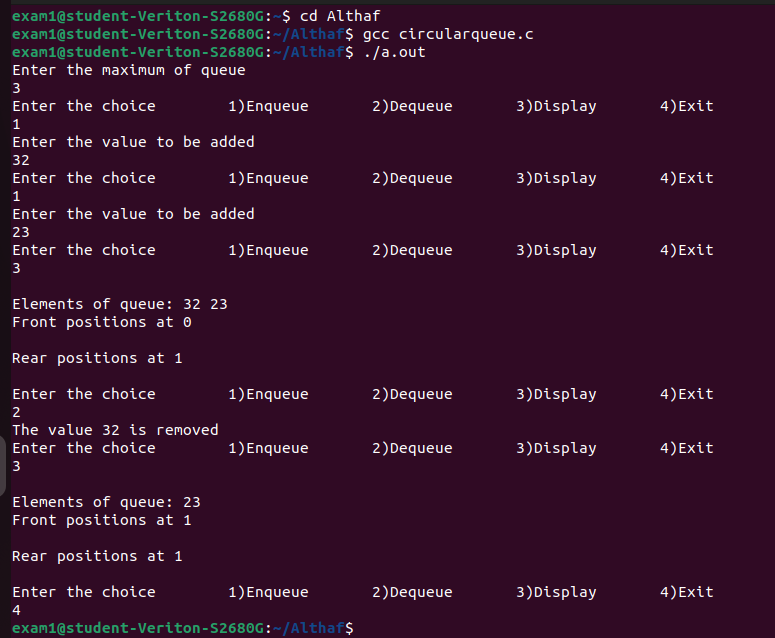 exam1@student-Veriton-S2680G:~$ cd Althaf
exam1@student-Veriton-S2680G:~/Althaf$ gcc circularqueue.c
exam1@student-Veriton-S2680G:~/Althaf$ ./a.out
Enter the maximum of queue
3
Enter the choice        1)Enqueue       2)Dequeue       3)Display       4)Exit
1
Enter the value to be added
32
Enter the choice        1)Enqueue       2)Dequeue       3)Display       4)Exit
1
Enter the value to be added
23
Enter the choice        1)Enqueue       2)Dequeue       3)Display       4)Exit
3
Elements of queue: 32 23
Front positions at 0
Rear positions at 1
Enter the choice        1)Enqueue       2)Dequeue       3)Display       4)Exit
2
The value 32 is removed
Enter the choice        1)Enqueue       2)Dequeue       3)Display       4)Exit
3
Elements of queue: 23
Front positions at 1
Rear positions at 1
Enter the choice        1)Enqueue       2)Dequeue       3)Display       4)Exit
4
exam1@student-Veriton-S2680G:~/Althaf$